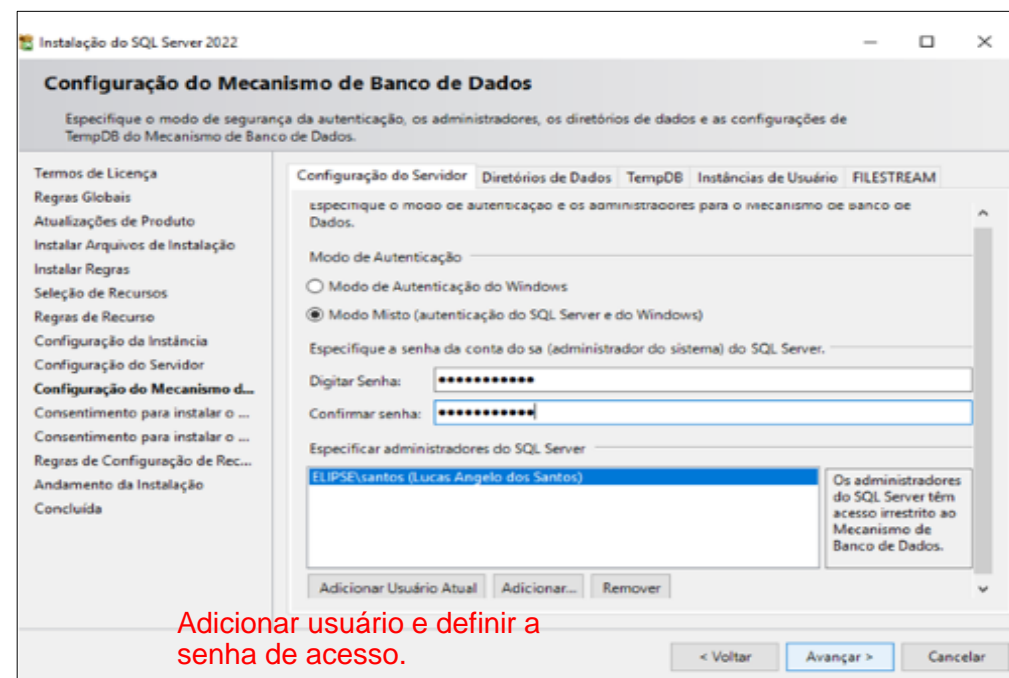 Instalação do SQL Server 2022
Configuração do Mecanismo de Banco de Dados
Especifique o modo de segurança da autenticação, os administradores, os diretórios de dados e as configurações de
TempDB do Mecanismo de Banco de Dados.
Termos de Licença
Regras Globais
Atualizações de Produto
Instalar Arquivos de Instalação
Instalar Regras
Seleção de Recursos
Regras de Recurso
Configuração da Instância
Configuração do Servidor
Configuração do Mecanismo d...
Consentimento para instalar o ...
Consentimento para instalar o ...
Regras de Configuração de Rec...
Andamento da Instalação
Concluída
Configuração do Servidor Diretórios de Dados TempDB Instâncias de Usuário FILESTREAM
Especifique o modo de autenticação e os administradores para o Mecanismo de Banco de
Dados.
Modo de Autenticação
Modo de Autenticação do Windows
Modo Misto (autenticação do SQL Server e do Windows)
Especifique a senha da conta do sa (administrador do sistema) do SQL Server.
Digitar Senha: ●●●●●●●●●●●
Confirmar senha: ●●●●●●●●●●●
Especificar administradores do SQL Server
ELIPSE\santos (Lucas Angelo dos Santos)
Os administradores
do SQL Server têm
acesso irrestrito ao
Mecanismo de
Banco de Dados.
Adicionar Usuário Atual Adicionar... Remover
Adicionar usuário e definir a
senha de acesso.
< Voltar Avançar > Cancelar